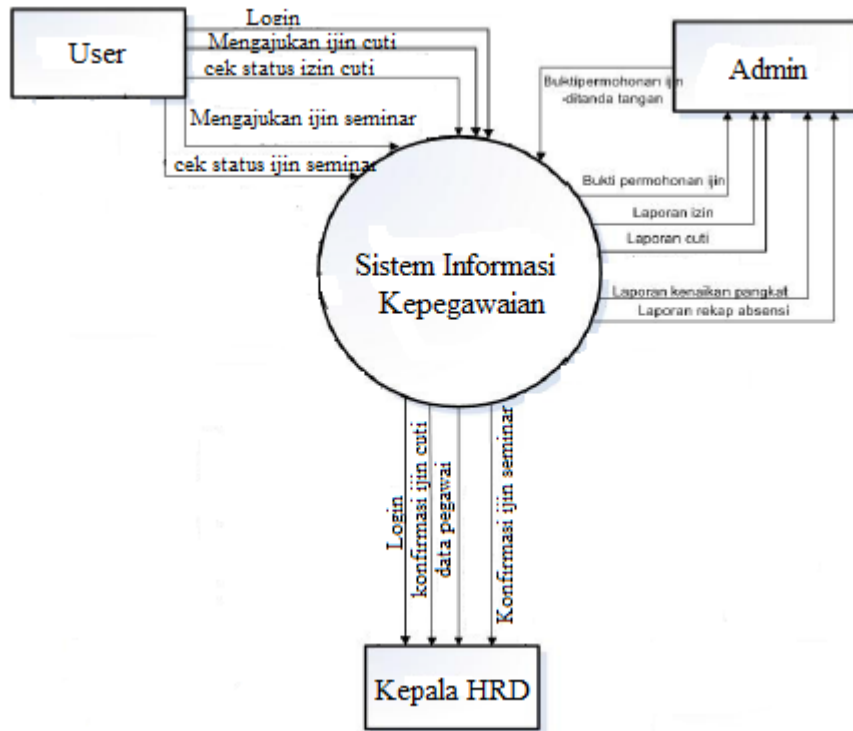 User
Login
Mengajukan ijin cuti
cek status izin cuti
Mengajukan ijin seminar
cek status ijin seminar
Admin
Buktipermohonan ijn
-ditanda tangan
Bukti permohonan ijin
Laporan izin
Laporan cuti
Laporan kenaikan pangkat
Laporan rekap absensi
Sistem Informasi
Kepegawaian
Login
konfirmasi ijin cuti
data pegawai
Konfirmasi ijin seminar
Kepala HRD